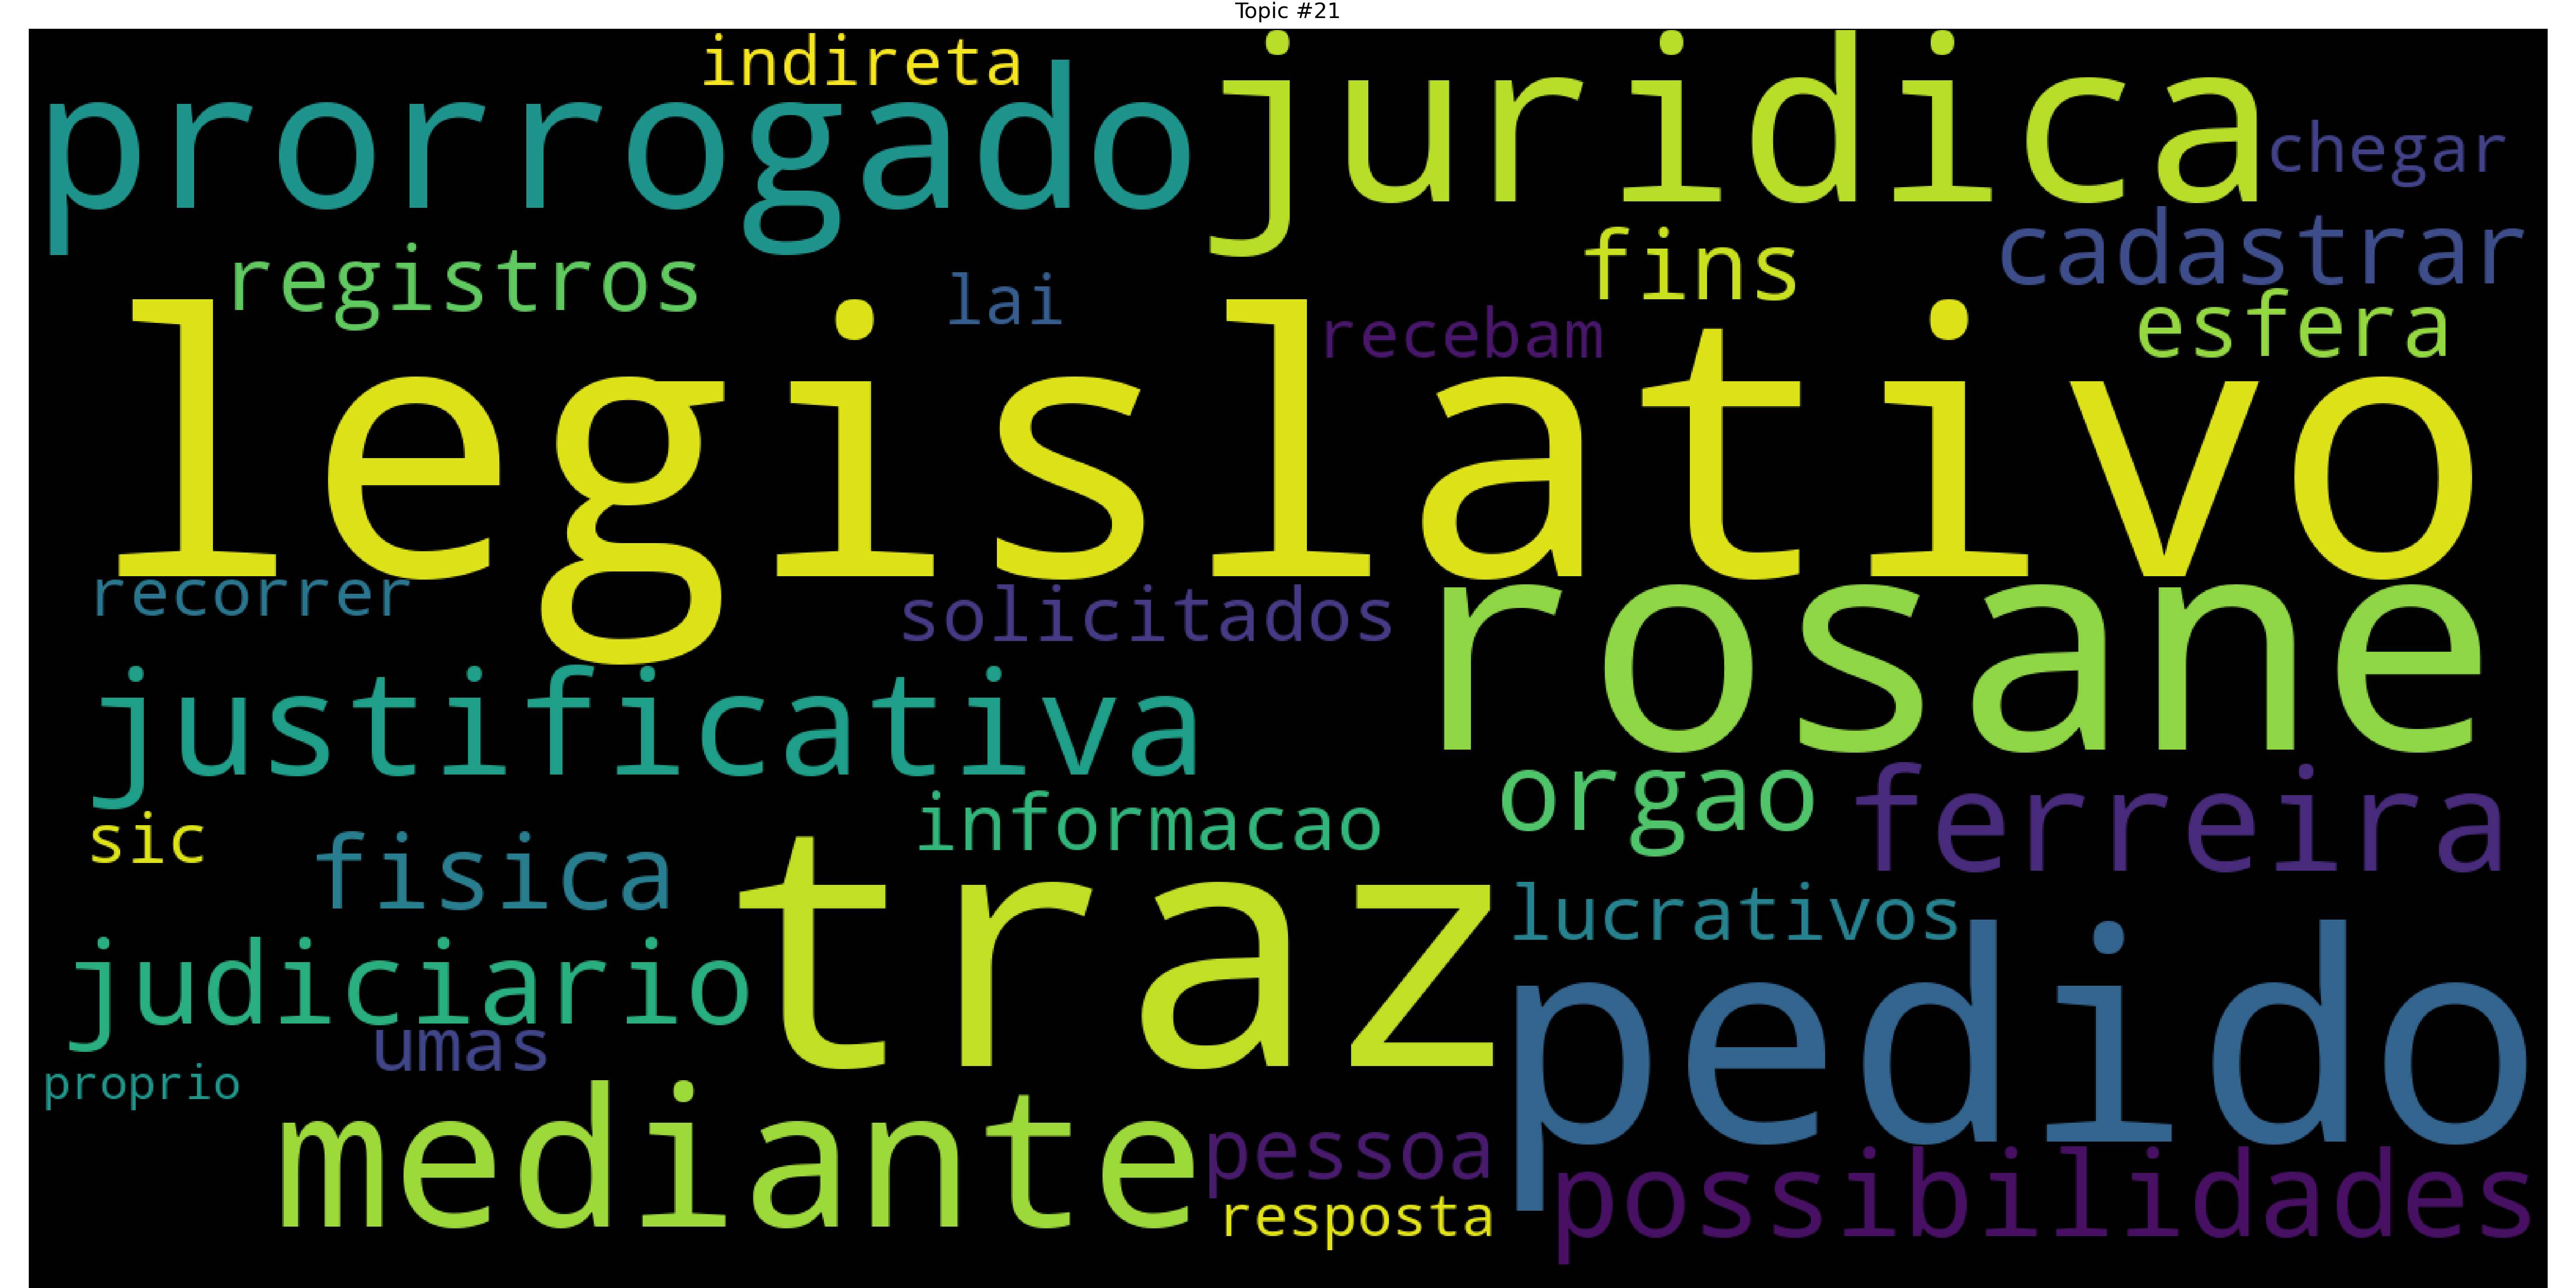 Topic #21
indireta
prorrogado juridica
chegar
registros lai fins cadastrar
recebam esfera
legislativo
recorrer solicitados rosane
justificativa
orgao ferreira
sic fisica informacao
traz lucrativos
judiciario
umas pedido
proprio
mediante pessoa possibilidades
resposta